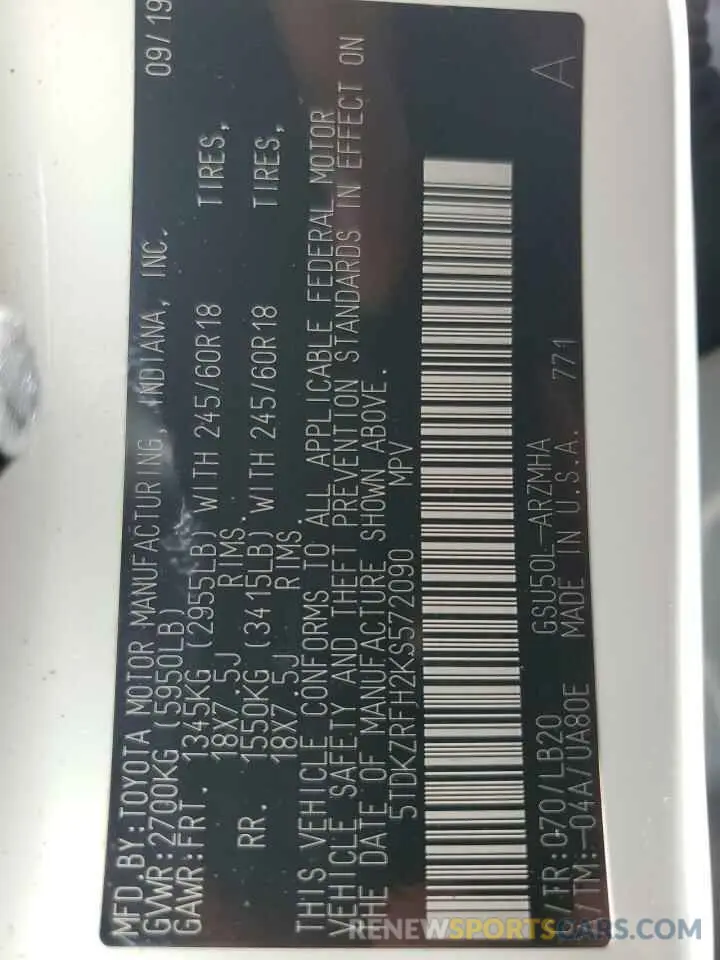 MFD.BY:TOYOTA MOTOR MANUFACTURING, INDIANA, INC. 09/19
GVWR:2700KG (5950LB)
GAWR:FRT. 1345KG (2955LB) WITH 245/60R18 TIRES,
18X7.5J RIMS.
RR. 1550KG (3415LB) WITH 245/60R18 TIRES,
18X7.5J RIMS.
THIS VEHICLE CONFORMS TO ALL APPLICABLE FEDERAL MOTOR
VEHICLE SAFETY AND THEFT PREVENTION STANDARDS IN EFFECT ON
THE DATE OF MANUFACTURE SHOWN ABOVE.
5TDKZRFH2KS572090 MPV
C/TR:070/LB20 GSU50L-ARZMHA A
A/TM:-04A/UA80E MADE IN U.S.A. 771
RENEWSPORTSCARS.COM